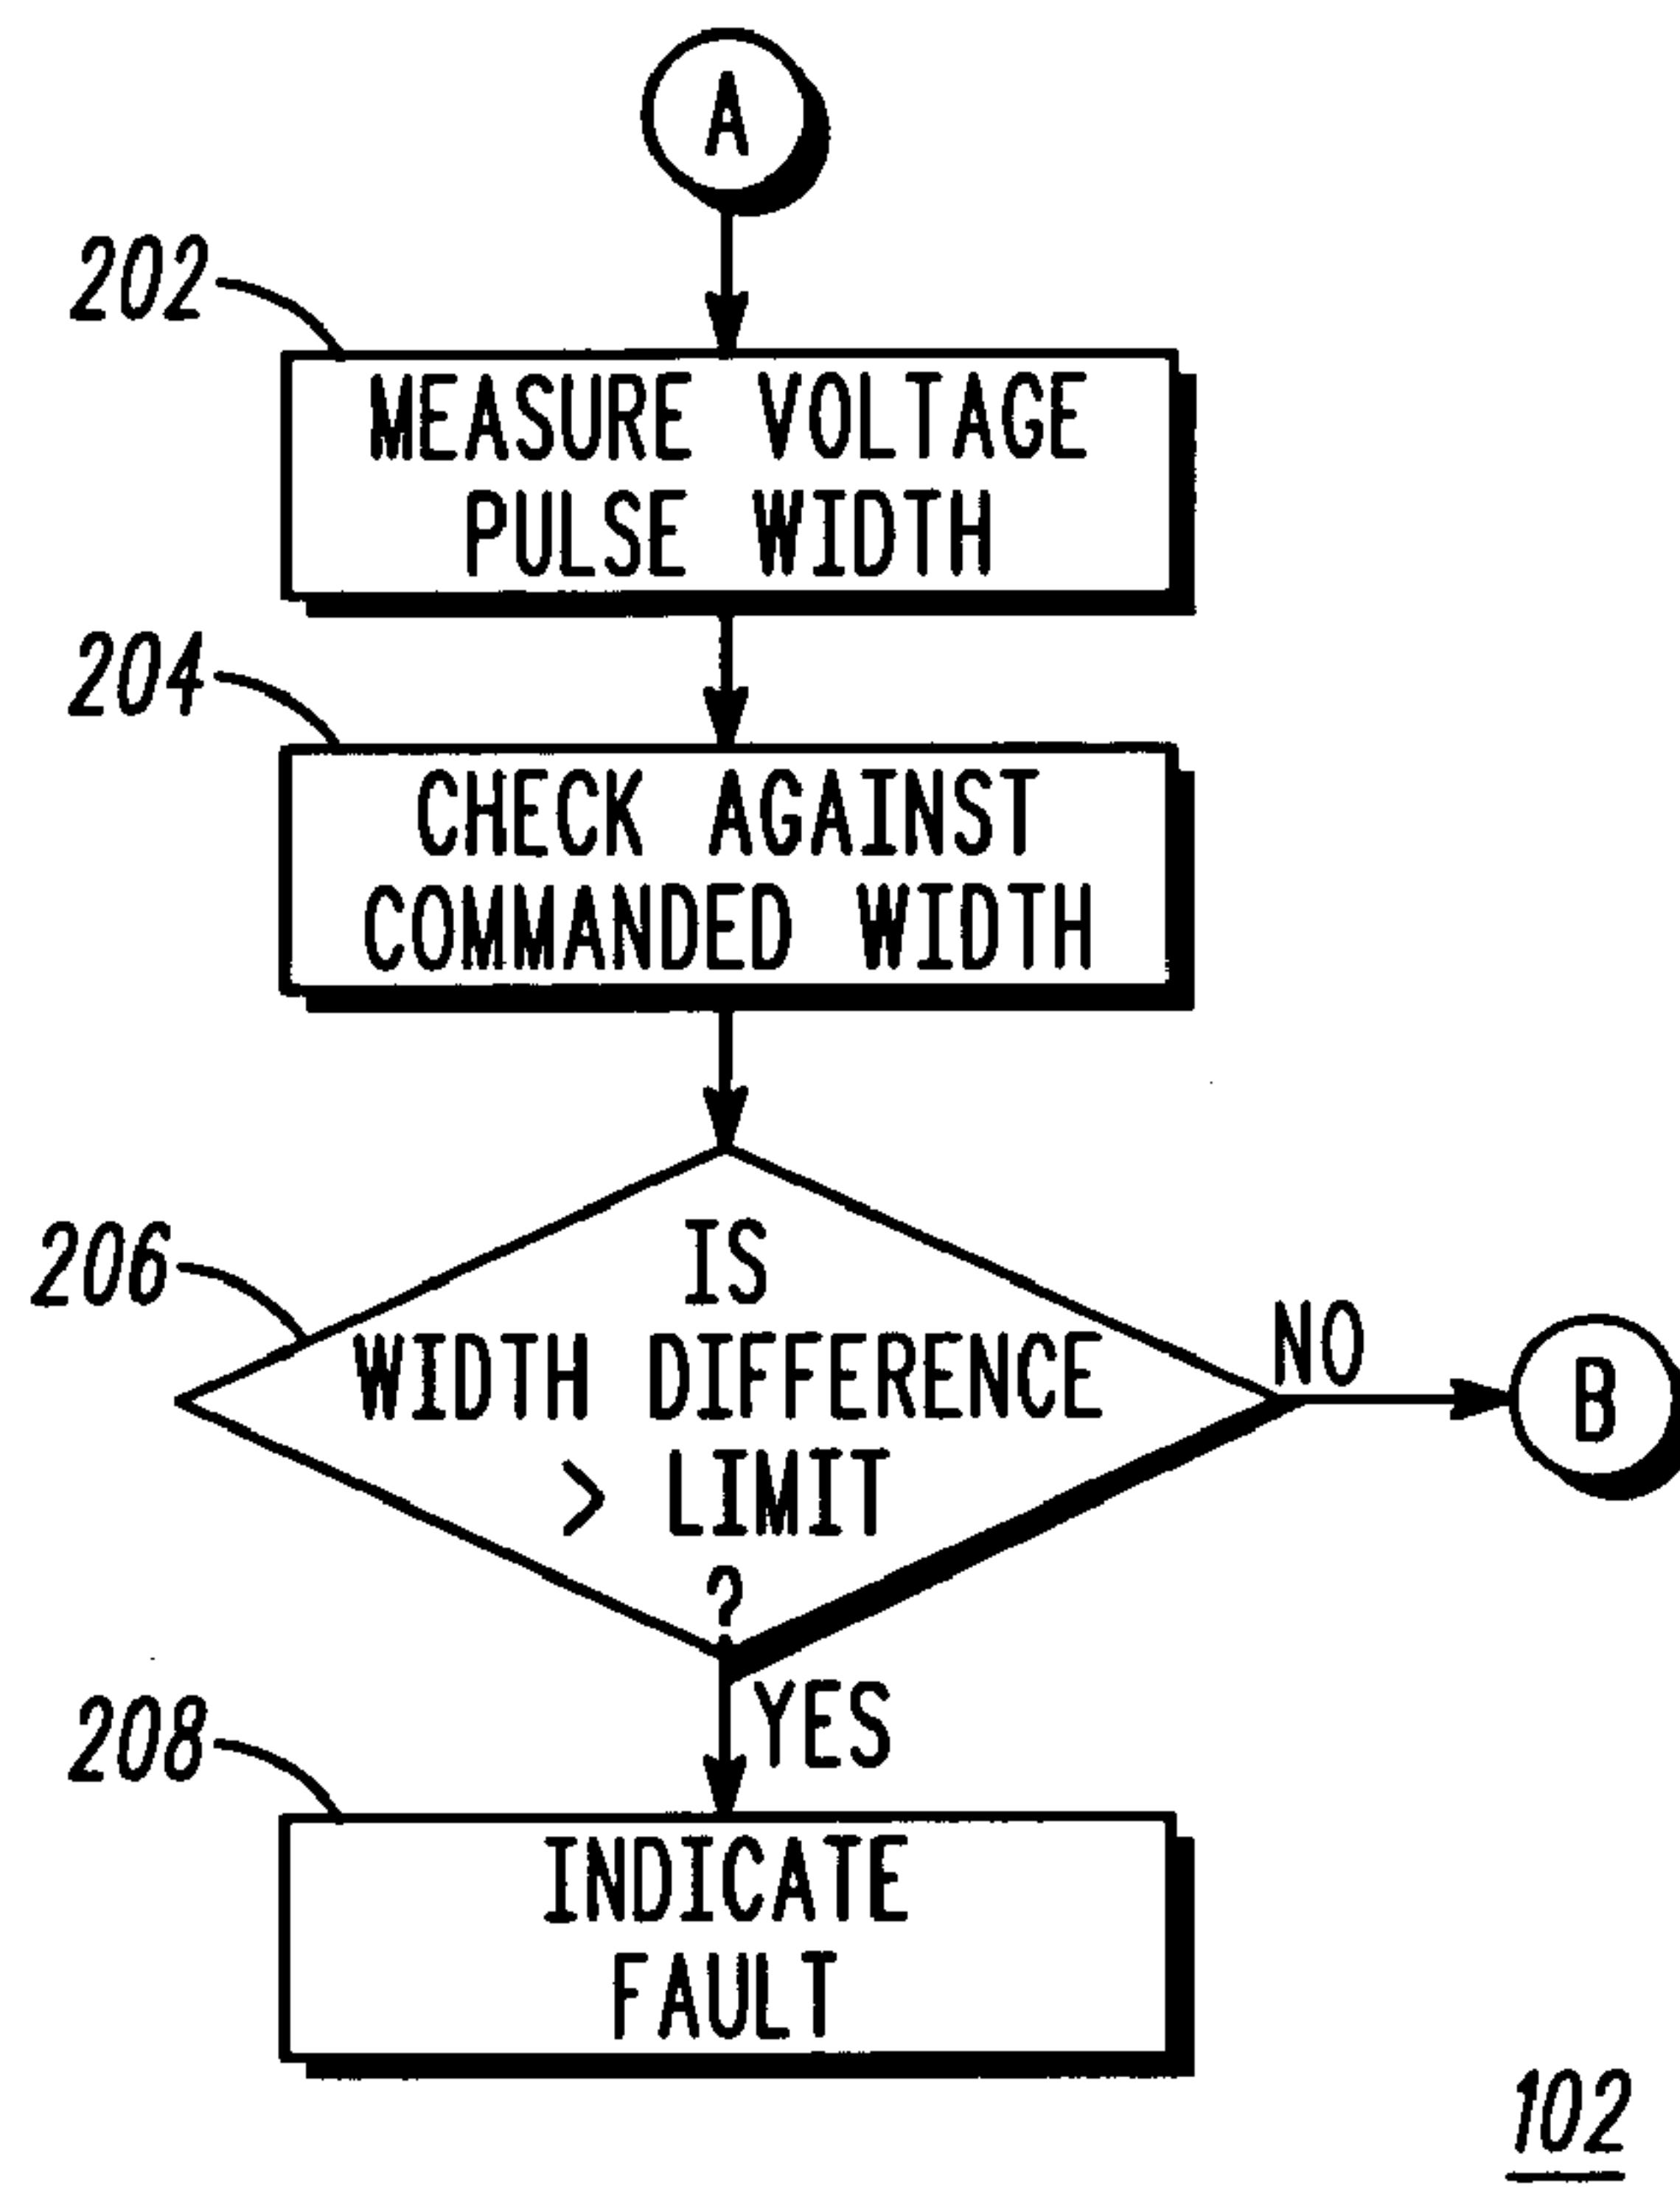 A
202
MEASURE VOLTAGE
PULSE WIDTH
204
CHECK AGAINST
COMMANDED WIDTH
206
IS
WIDTH DIFFERENCE
> LIMIT
?
NO
B
YES
208
INDICATE
FAULT
102